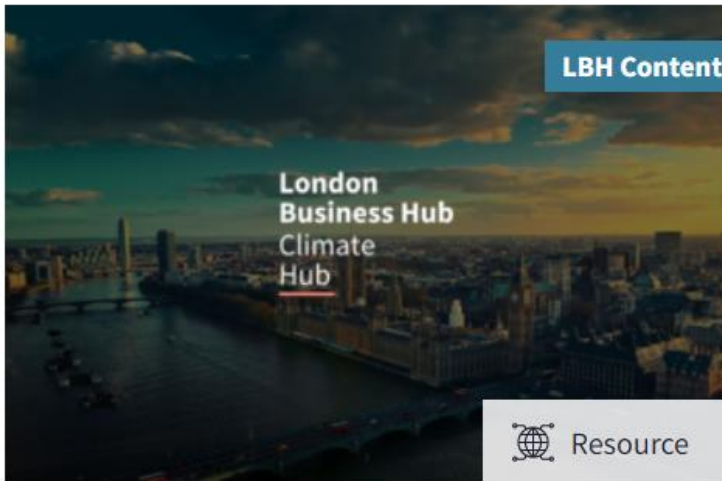 LBH Content
London
Business Hub
Climate
Hub
Resource